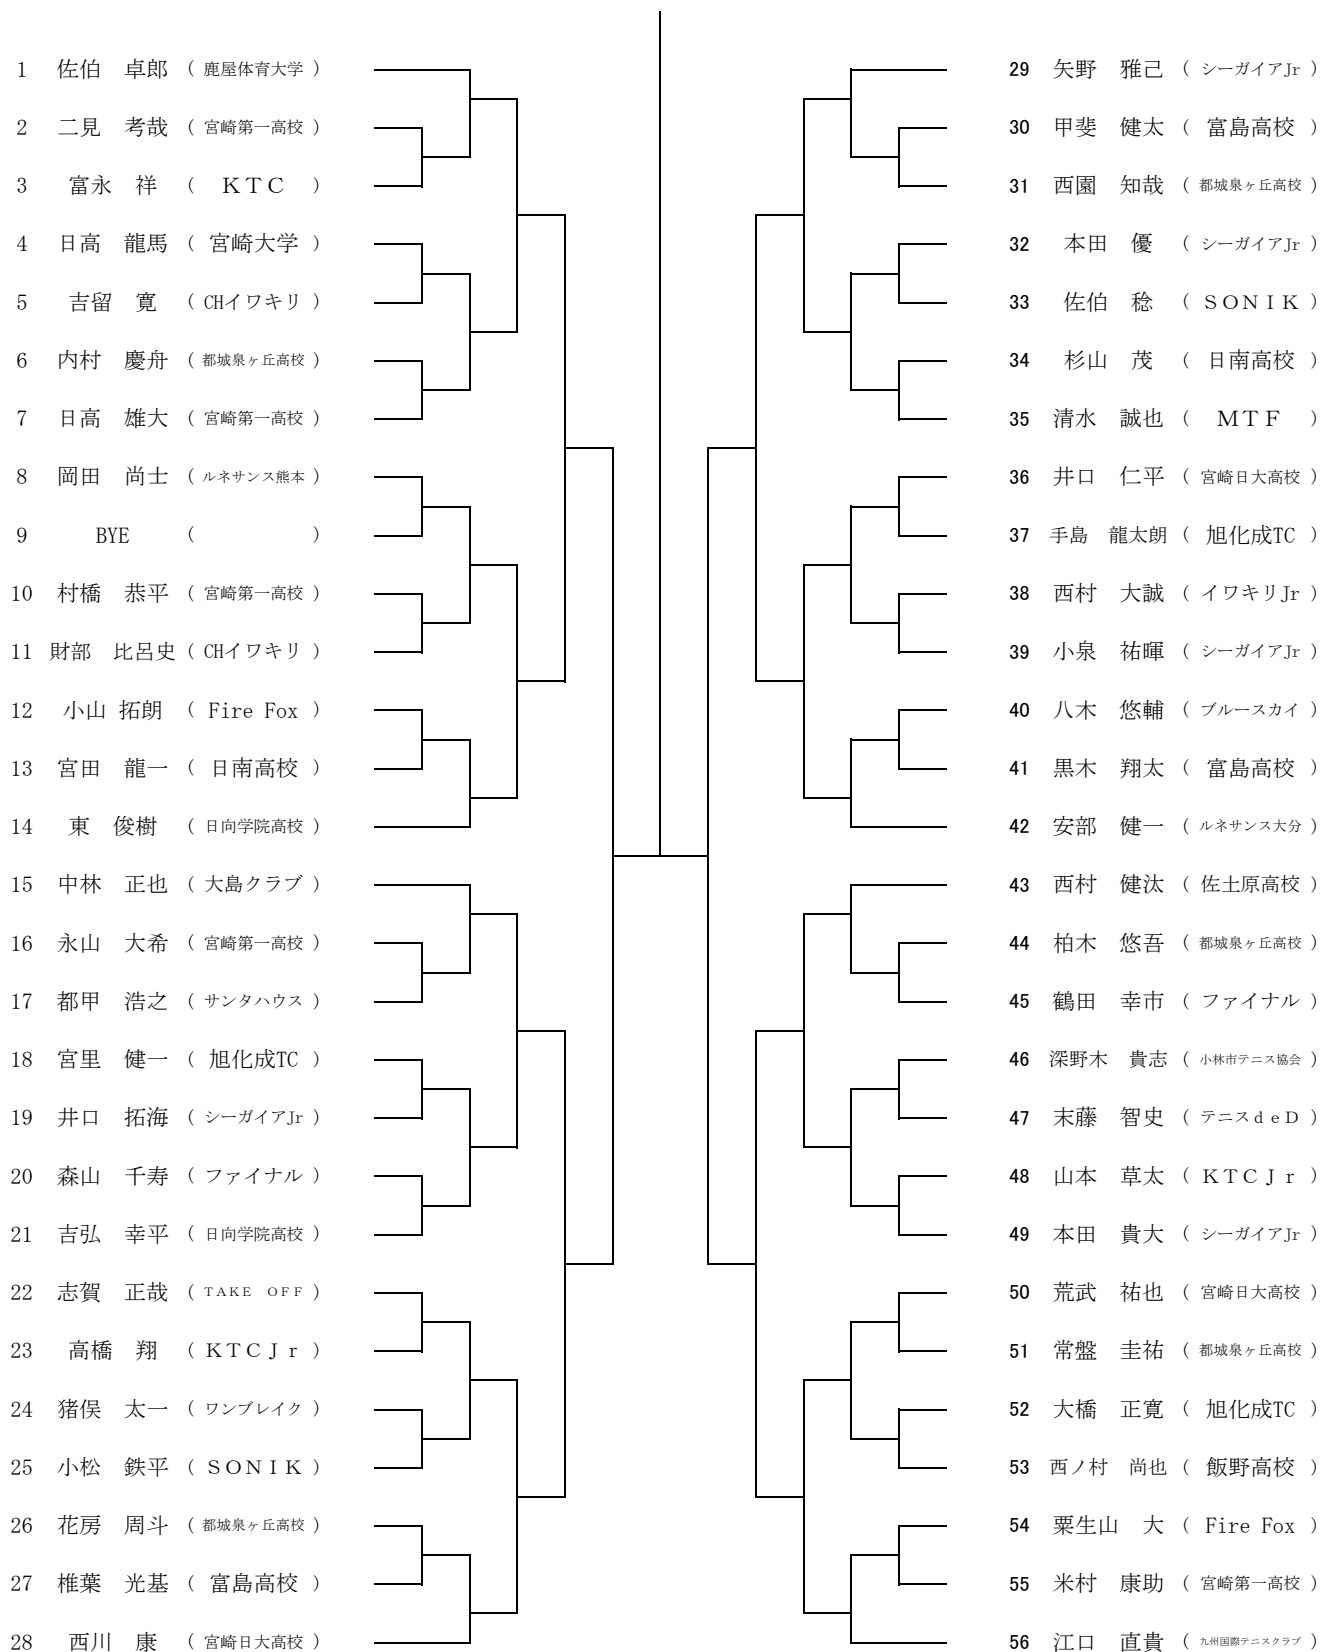 1 佐伯 卓郎 （ 鹿屋体育大学 ）
2 二見 考哉 （ 宮崎第一高校 ）
3 富永 祥 （ ＫＴＣ ）
4 日高 龍馬 （ 宮崎大学 ）
5 吉留 寛 （ CHイワキリ ）
6 内村 慶舟 （ 都城泉ヶ丘高校 ）
7 日高 雄大 （ 宮崎第一高校 ）
8 岡田 尚士 （ ルネサンス熊本 ）
9 BYE （ ）
10 村橋 恭平 （ 宮崎第一高校 ）
11 財部 比呂史 （ CHイワキリ ）
12 小山 拓朗 （ Fire Fox ）
13 宮田 龍一 （ 日南高校 ）
14 東 俊樹 （ 日向学院高校 ）
15 中林 正也 （ 大島クラブ ）
16 永山 大希 （ 宮崎第一高校 ）
17 都甲 浩之 （ サンタハウス ）
18 宮里 健一 （ 旭化成TC ）
19 井口 拓海 （ シーガイアJr ）
20 森山 千寿 （ ファイナル ）
21 吉弘 幸平 （ 日向学院高校 ）
22 志賀 正哉 （ ＴＡＫＥ ＯＦＦ ）
23 高橋 翔 （ ＫＴＣＪｒ ）
24 猪俣 太一 （ ワンブレイク ）
25 小松 鉄平 （ ＳＯＮＩＫ ）
26 花房 周斗 （ 都城泉ヶ丘高校 ）
27 椎葉 光基 （ 富島高校 ）
28 西川 康 （ 宮崎日大高校 ）
29 矢野 雅己 （ シーガイアJr ）
30 甲斐 健太 （ 富島高校 ）
31 西園 知哉 （ 都城泉ヶ丘高校 ）
32 本田 優 （ シーガイアJr ）
33 佐伯 稔 （ ＳＯＮＩＫ ）
34 杉山 茂 （ 日南高校 ）
35 清水 誠也 （ ＭＴＦ ）
36 井口 仁平 （ 宮崎日大高校 ）
37 手島 龍太朗 （ 旭化成TC ）
38 西村 大誠 （ イワキリJr ）
39 小泉 祐暉 （ シーガイアJr ）
40 八木 悠輔 （ ブルースカイ ）
41 黒木 翔太 （ 富島高校 ）
42 安部 健一 （ ルネサンス大分 ）
43 西村 健汰 （ 佐土原高校 ）
44 柏木 悠吾 （ 都城泉ヶ丘高校 ）
45 鶴田 幸市 （ ファイナル ）
46 深野木 貴志 （ 小林市テニス協会 ）
47 末藤 智史 （ テニスｄｅＤ ）
48 山本 草太 （ ＫＴＣＪｒ ）
49 本田 貴大 （ シーガイアJr ）
50 荒武 祐也 （ 宮崎日大高校 ）
51 常盤 圭祐 （ 都城泉ヶ丘高校 ）
52 大橋 正寛 （ 旭化成TC ）
53 西ノ村 尚也 （ 飯野高校 ）
54 粟生山 大 （ Fire Fox ）
55 米村 康助 （ 宮崎第一高校 ）
56 江口 直貴 （ 九州国際テニスクラブ ）